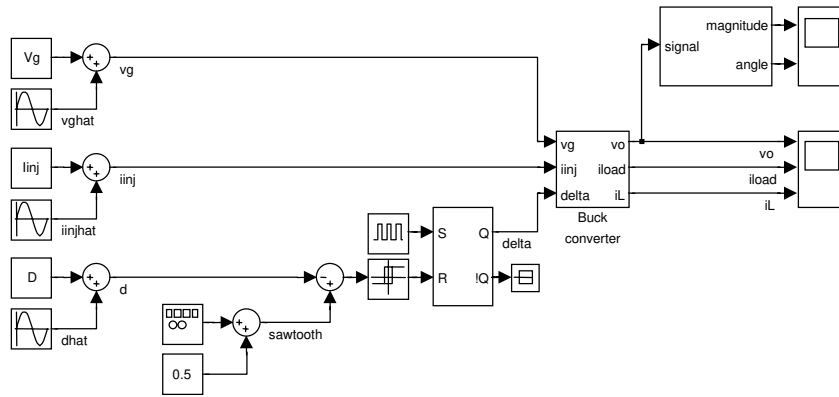 magnitude
signal
angle
Vg
vg
vghat
Iinj
iinj
iinjhat
vg
vo
iinj
iload
delta
iL
Buck
converter
vo
iload
iL
S
Q
R
!Q
delta
D
d
dhat
sawtooth
0.5